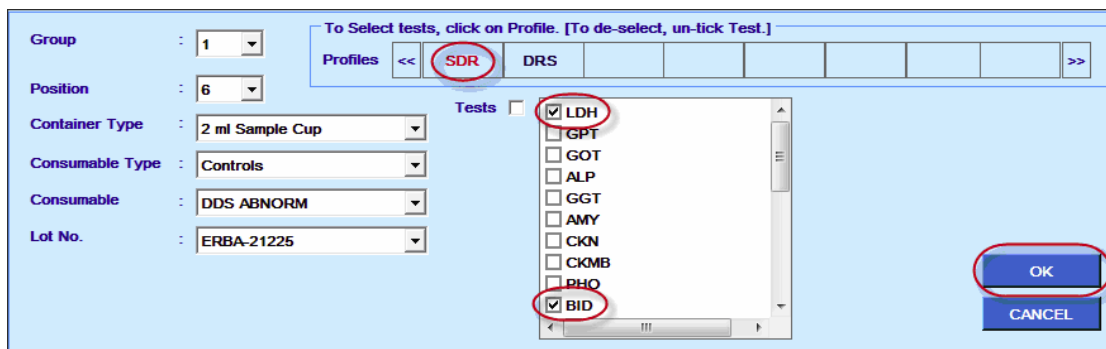 To Select tests, click on Profile. [To de-select, un-tick Test.]
Group : 1
Profiles << SDR DRS >>
Position : 6
Tests
Container Type : 2 ml Sample Cup
Consumable Type : Controls
Consumable : DDS ABNORM
Lot No. : ERBA-21225
LDH
GPT
GOT
ALP
GGT
AMY
CKN
CKMB
PHO
BID
OK
CANCEL